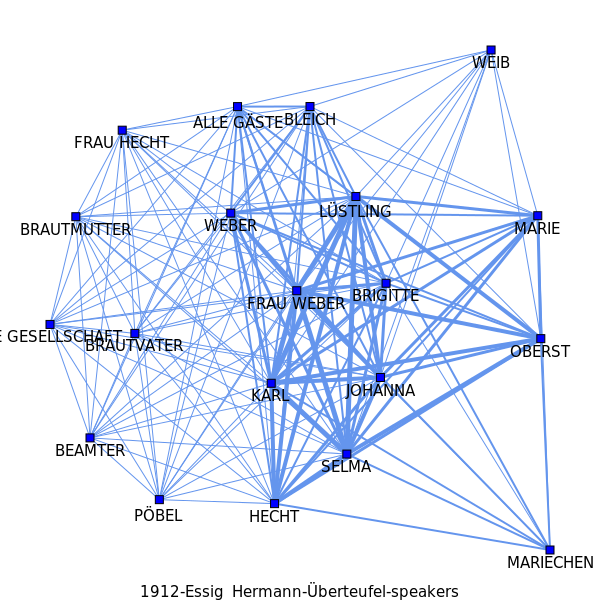 WEIB
ALLE GÄSTE
BLEICH
FRAU HECHT
BRAUTMUTTER
WEBER
LÜSTLING
MARIE
FRAU WEBER
BRIGITTE
E GESELLSCHAFT
BRAUTVATER
OBERST
KARL
JOHANNA
BEAMTER
SELMA
PÖBEL
HECHT
MARIECHEN
1912-Essig Hermann-Überteufel-speakers